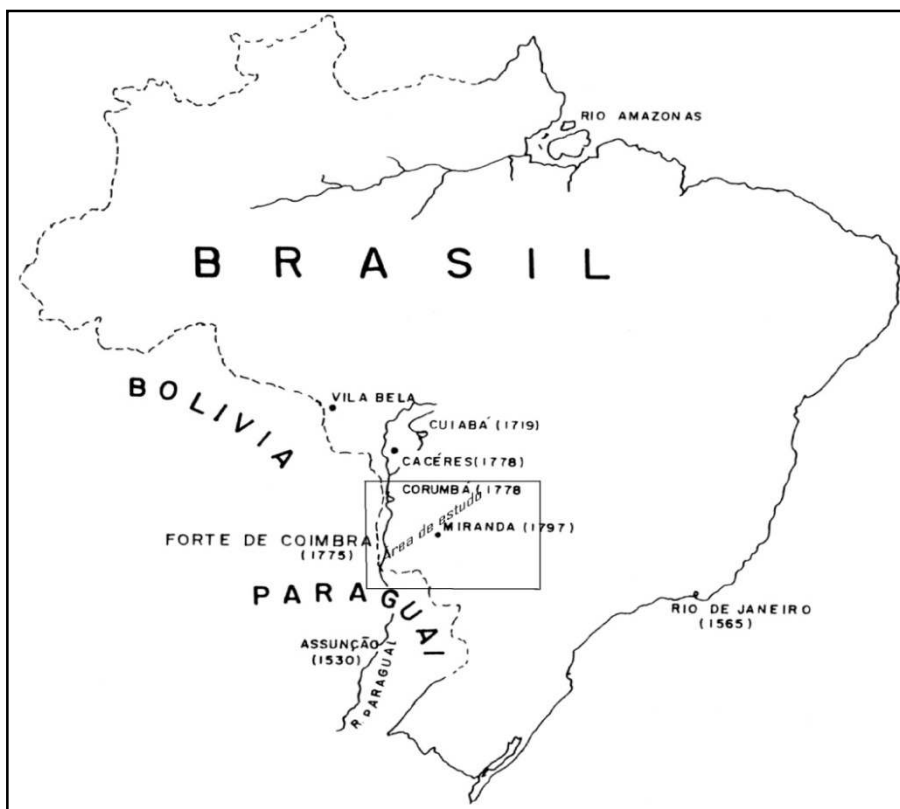 RIO AMAZONAS
BRASIL
BOLIVIA
VILA BELA
CUIABÁ (1719)
CACÉRES (1778)
CORUMBÁ (1778
Área de estudo
MIRANDA (1797)
FORTE DE COIMBRA
(1775)
PARAGUAI
RIO DE JANEIRO
(1565)
ASSUNÇÃO
(1530)
R. PARAGUAI